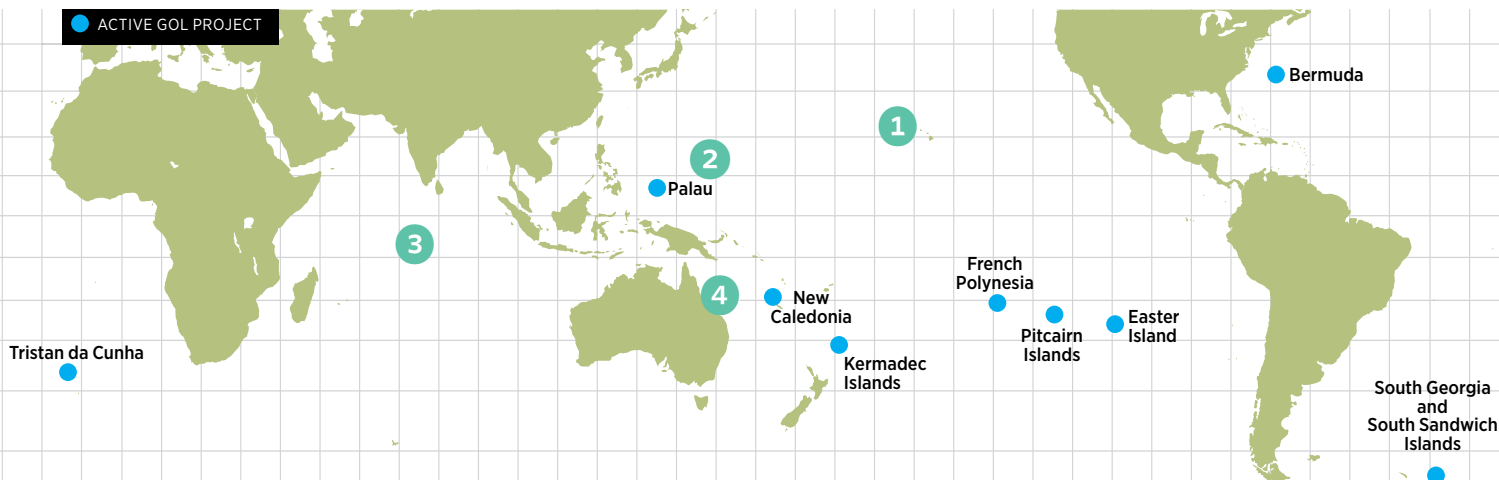 ACTIVE GOL PROJECT
Bermuda
1
2
Palau
3
French
Polynesia
4
New
Caledonia
Easter
Island
Pitcairn
Islands
Tristan da Cunha
Kermadec
Islands
South Georgia
and
South Sandwich
Islands